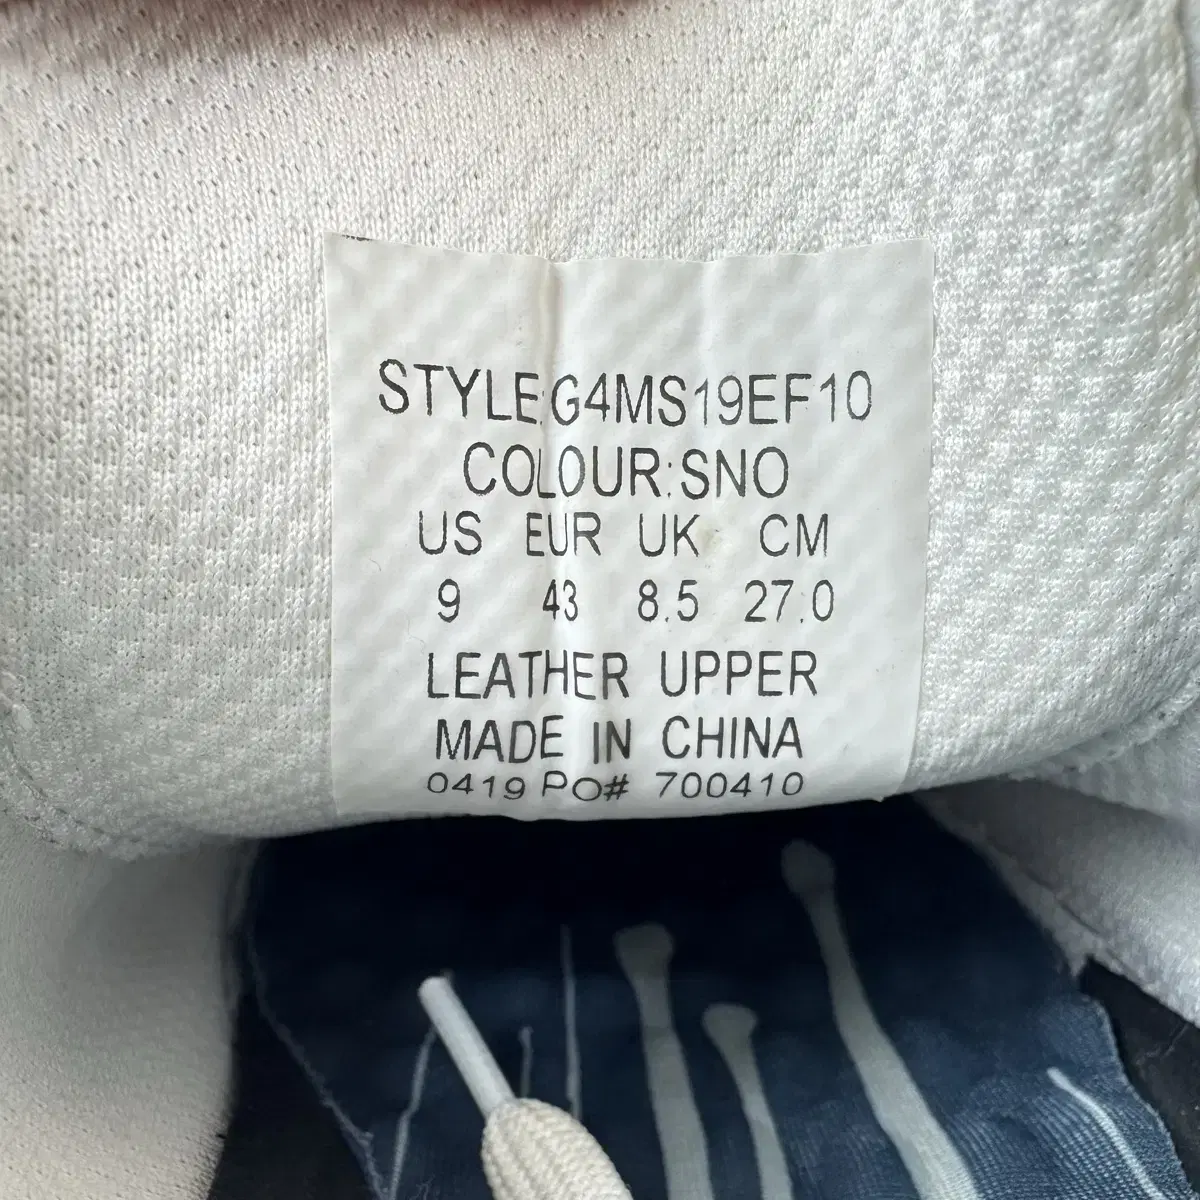 STYLE:G4MS19EF10
COLOUR:SNO
US EUR UK CM
9 43 8.5 27.0
LEATHER UPPER
MADE IN CHINA
0419 PO# 700410